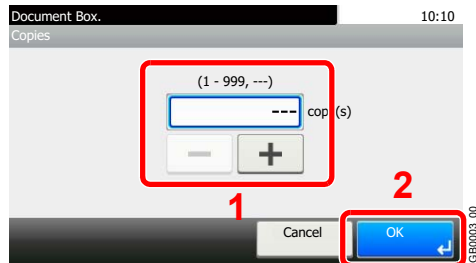 Document Box.
10:10
Copies
(1 - 999, ---)
--- cop (s)
1
2
Cancel
OK
GB0003_00